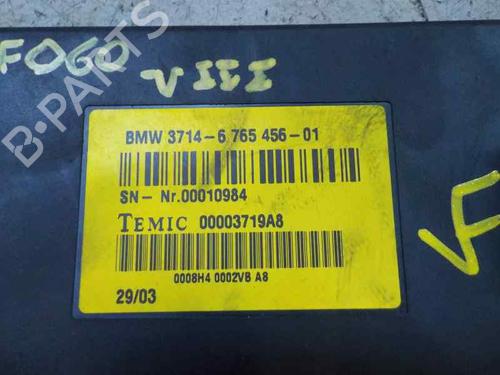 FOGO
VIII
BMW 3714-6 765 456-01
SN- Nr.00010984
TEMIC 00003719A8
0008H4 0002VB A8
29/03
VF
B-PARTS